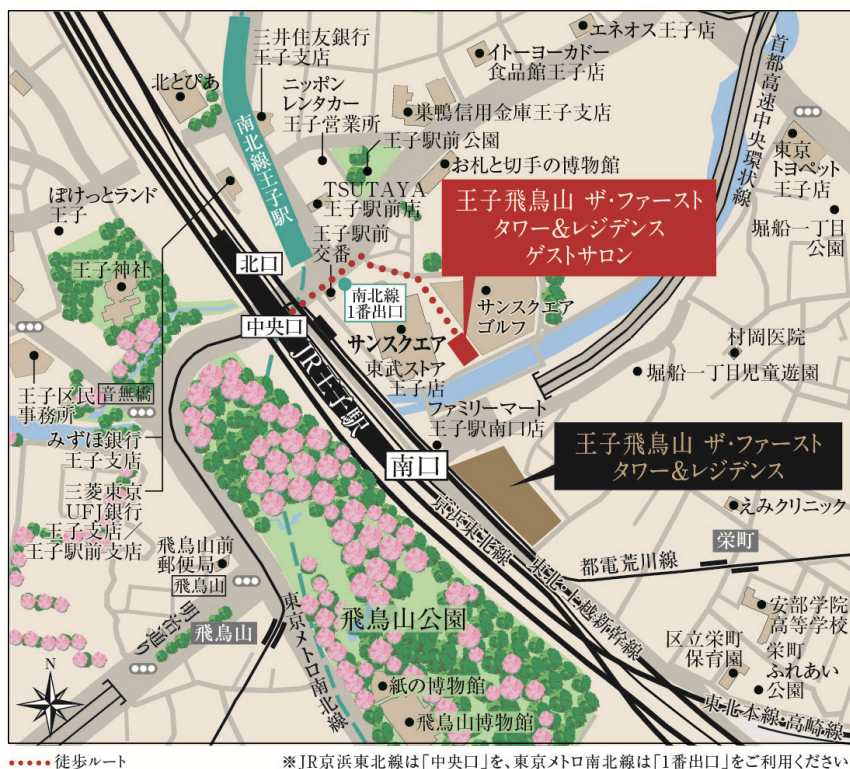 エネオス王子店
三井住友銀行
王子支店
イトーヨーカドー
食品館王子店
首都高速中央環状線
北とぴあ
ニッポン
レンタカー
王子営業所
巣鴨信用金庫王子支店
南北線王子駅
王子駅前公園
お札と切手の博物館
東京
トヨペット
王子店
ぽけっとランド
王子
TSUTAYA
王子駅前店
王子飛鳥山 ザ・ファースト
タワー&レジデンス
ゲストサロン
堀船一丁目
公園
王子駅前
交番
北口
王子神社
南北線
1番出口
サンスクエア
ゴルフ
中央口
サンスクエア
村岡医院
JR王子駅
東武ストア
王子店
堀船一丁目児童遊園
王子区民
事務所
音無橋
ファミリーマート
王子駅南口店
みずほ銀行
王子支店
南口
王子飛鳥山 ザ・ファースト
タワー&レジデンス
三菱東京
UFJ銀行
王子支店/
王子駅前支店
えみクリニック
京浜東北線
栄町
飛鳥山前
郵便局
都電荒川線
東北・上越新幹線
飛鳥山
安部学院
高等学校
明治通り
飛鳥山公園
飛鳥山
東京メトロ南北線
区立栄町
保育園
栄町
ふれあい
公園
N
紙の博物館
飛鳥山博物館
東北本線・高崎線
徒歩ルート
※JR京浜東北線は「中央口」を、東京メトロ南北線は「1番出口」をご利用ください